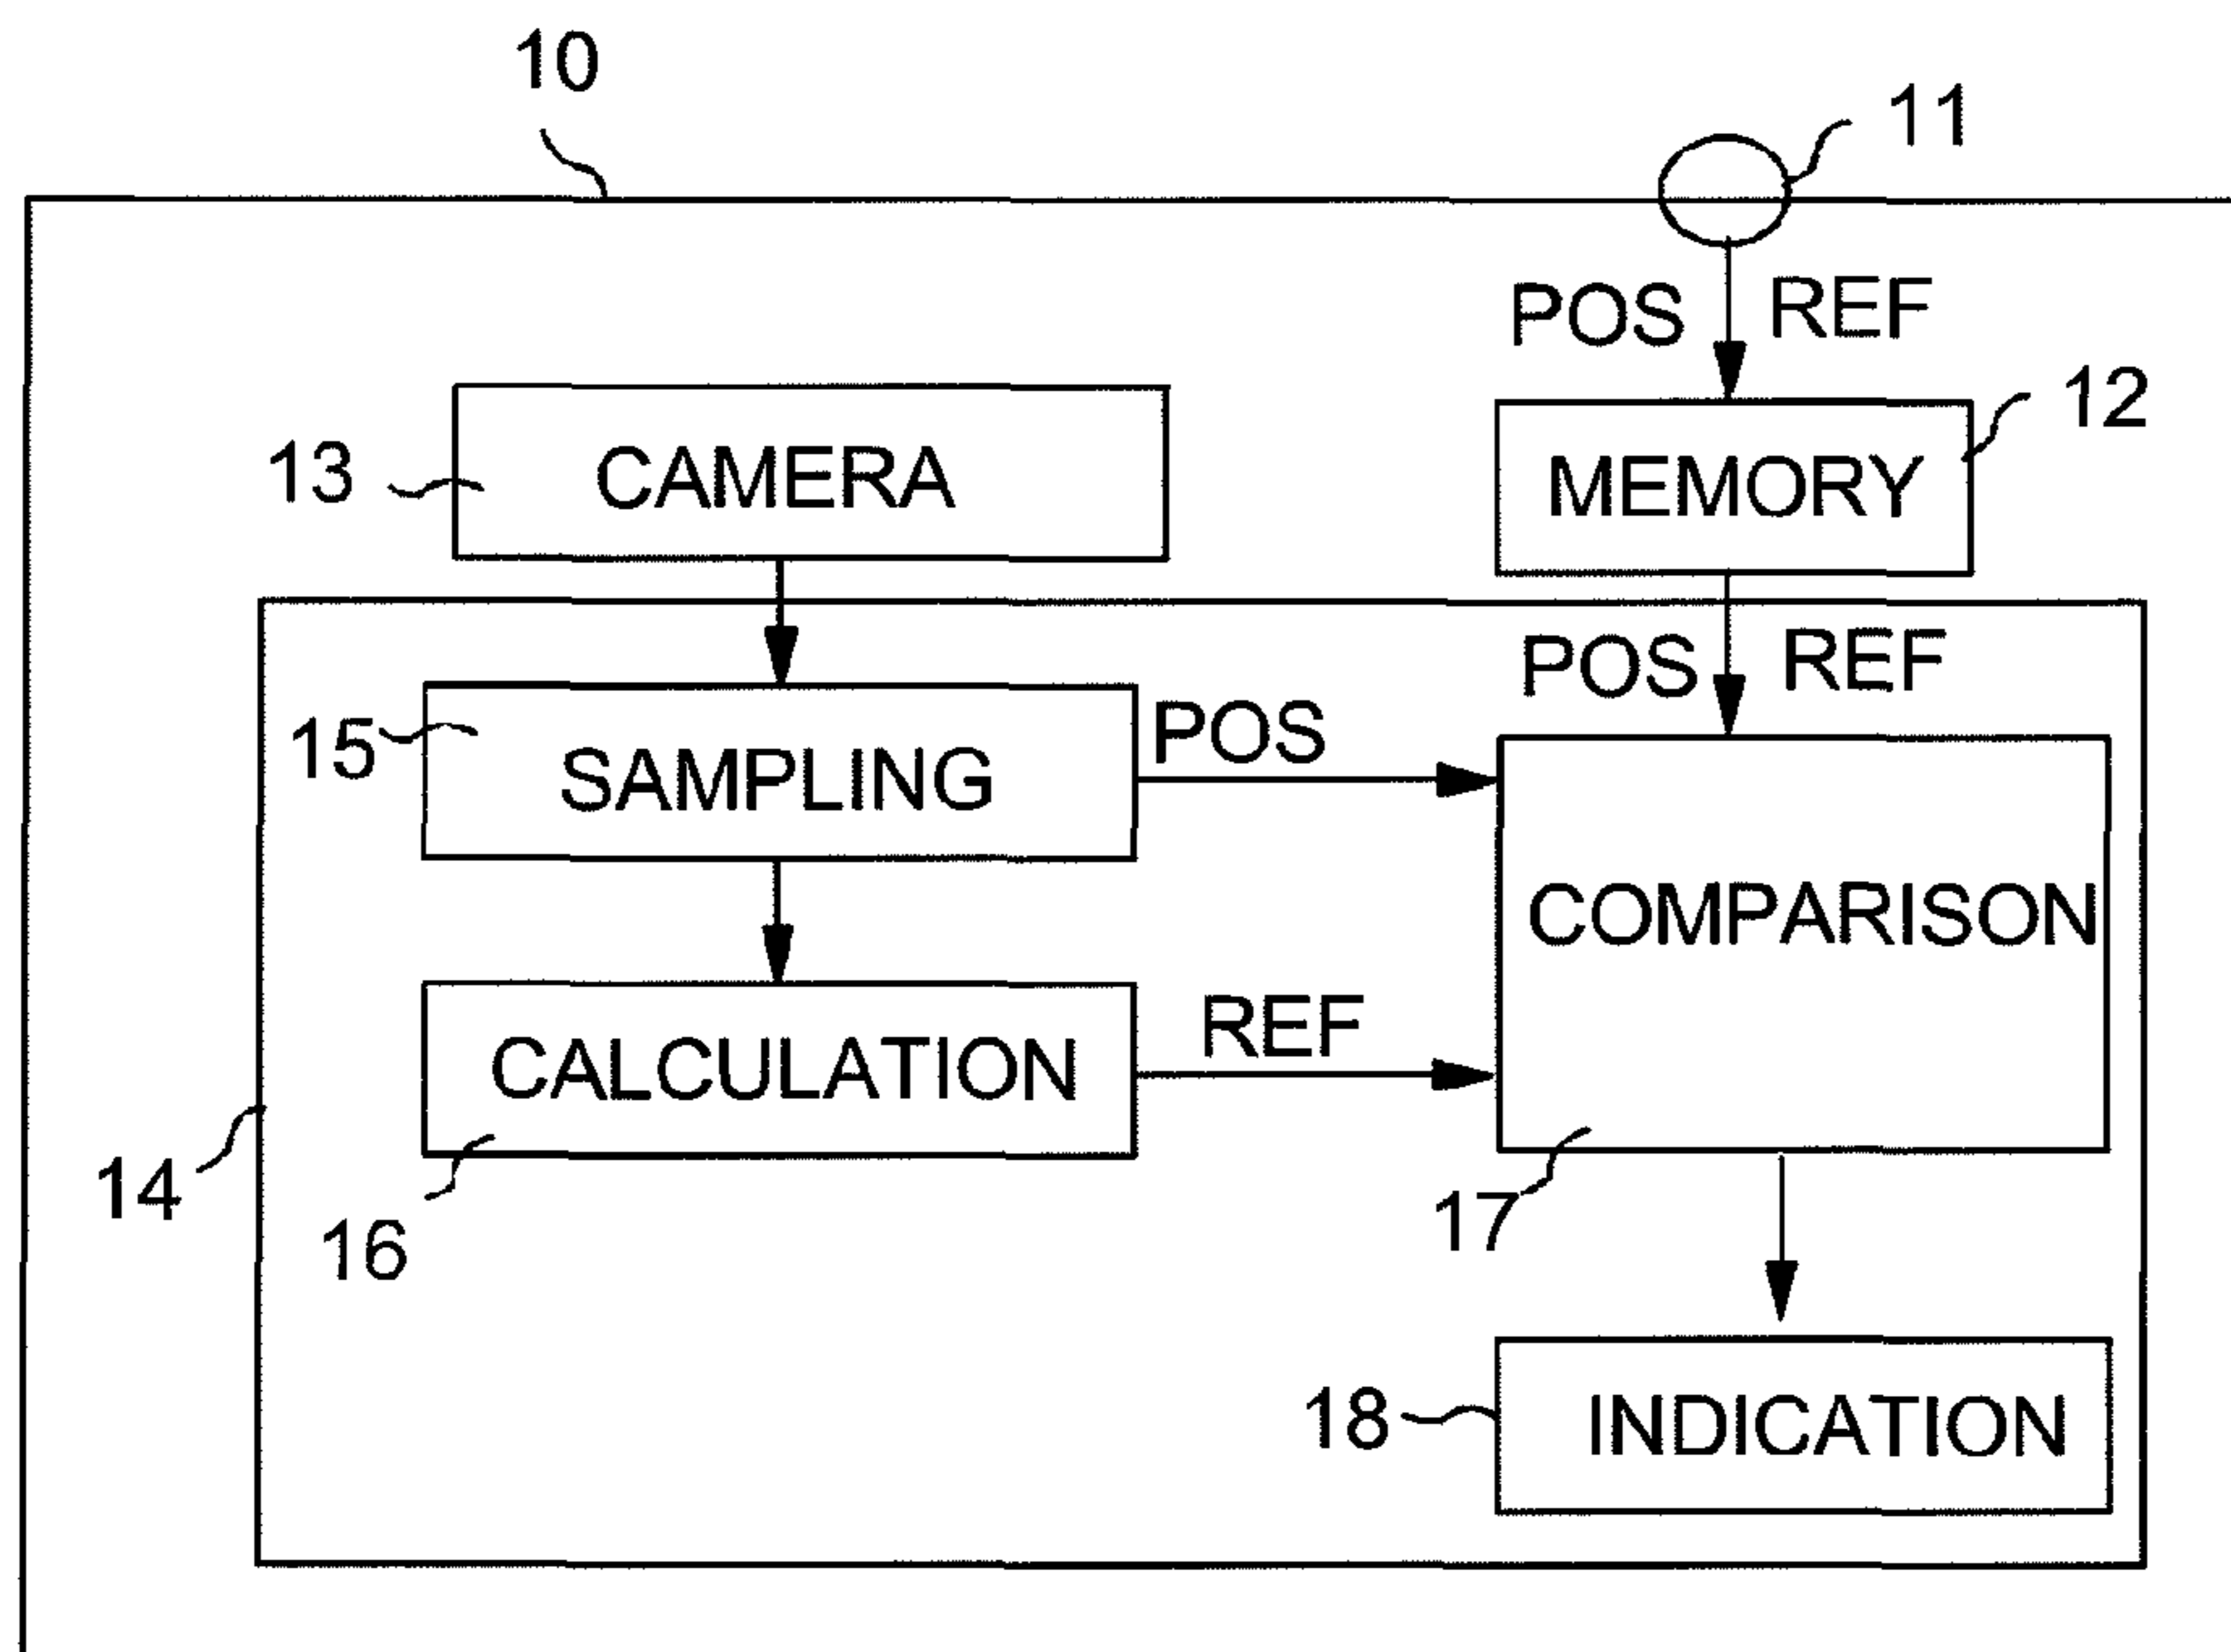 10
11
POS REF
12
13 CAMERA
MEMORY
POS REF
15 SAMPLING
POS
COMPARISON
CALCULATION
REF
14
16
17
18 INDICATION